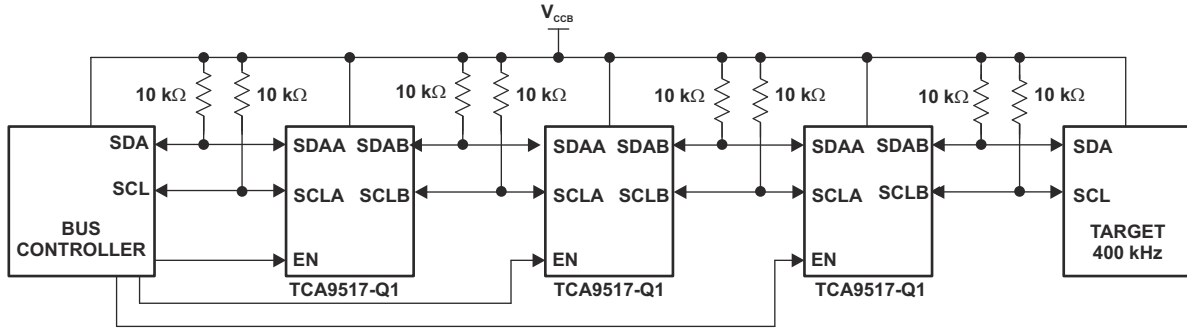 V_CCB
10 kΩ 10 kΩ 10 kΩ 10 kΩ 10 kΩ 10 kΩ 10 kΩ 10 kΩ
SDA SDAA SDAB SDAA SDAB SDAA SDAB SDA
SCL SCLA SCLB SCLA SCLB SCLA SCLB SCL
BUS
CONTROLLER
TARGET
400 kHz
EN EN EN
TCA9517-Q1 TCA9517-Q1 TCA9517-Q1